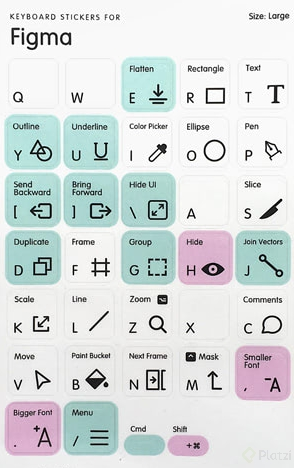 KEYBOARD STICKERS FOR
Size: Large
Figma
Q
W
Flatten
E
Rectangle
R
Text
T T
Outline
Y
Underline
U U
Color Picker
I
Ellipse
O
Pen
P
Send
Backward
[
Bring
Forward
]
Hide UI
\
A
Slice
S
Duplicate
D
Frame
F
Group
G
Hide
H
Join Vectors
J
Scale
K
Line
L
Zoom
Z
X
Comments
C
Move
V
Paint Bucket
B
Next Frame
N
Mask
M
Smaller
Font
, -A
Bigger Font
. +A
Menu
/
Cmd
Shift
+⌘
Platzi